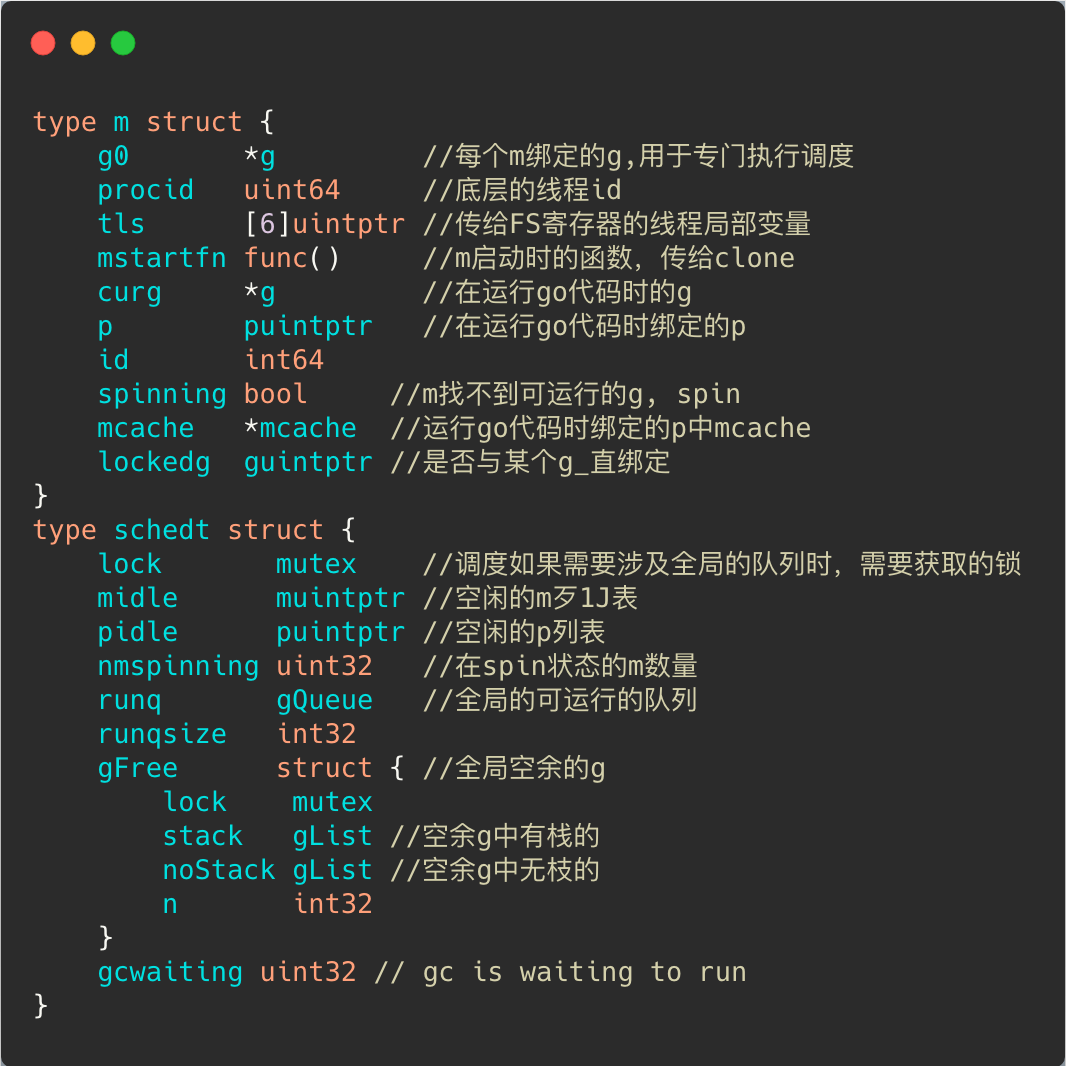 type m struct {
    g0       *g         //每个m绑定的g,用于专门执行调度
    procid   uint64     //底层的线程id
    tls      [6]uintptr //传给FS寄存器的线程局部变量
    mstartfn func()     //m启动时的函数，传给clone
    curg     *g         //在运行go代码时的g
    p        puintptr   //在运行go代码时绑定的p
    id       int64
    spinning bool     //m找不到可运行的g, spin
    mcache   *mcache  //运行go代码时绑定的p中mcache
    lockedg  guintptr //是否与某个g_直绑定
}
type schedt struct {
    lock       mutex    //调度如果需要涉及全局的队列时，需要获取的锁
    midle      muintptr //空闲的m歹1J表
    pidle      puintptr //空闲的p列表
    nmspinning uint32   //在spin状态的m数量
    runq       gQueue   //全局的可运行的队列
    runqsize   int32
    gFree      struct { //全局空余的g
        lock    mutex
        stack   gList //空余g中有栈的
        noStack gList //空余g中无枝的
        n       int32
    }
    gcwaiting uint32 // gc is waiting to run
}